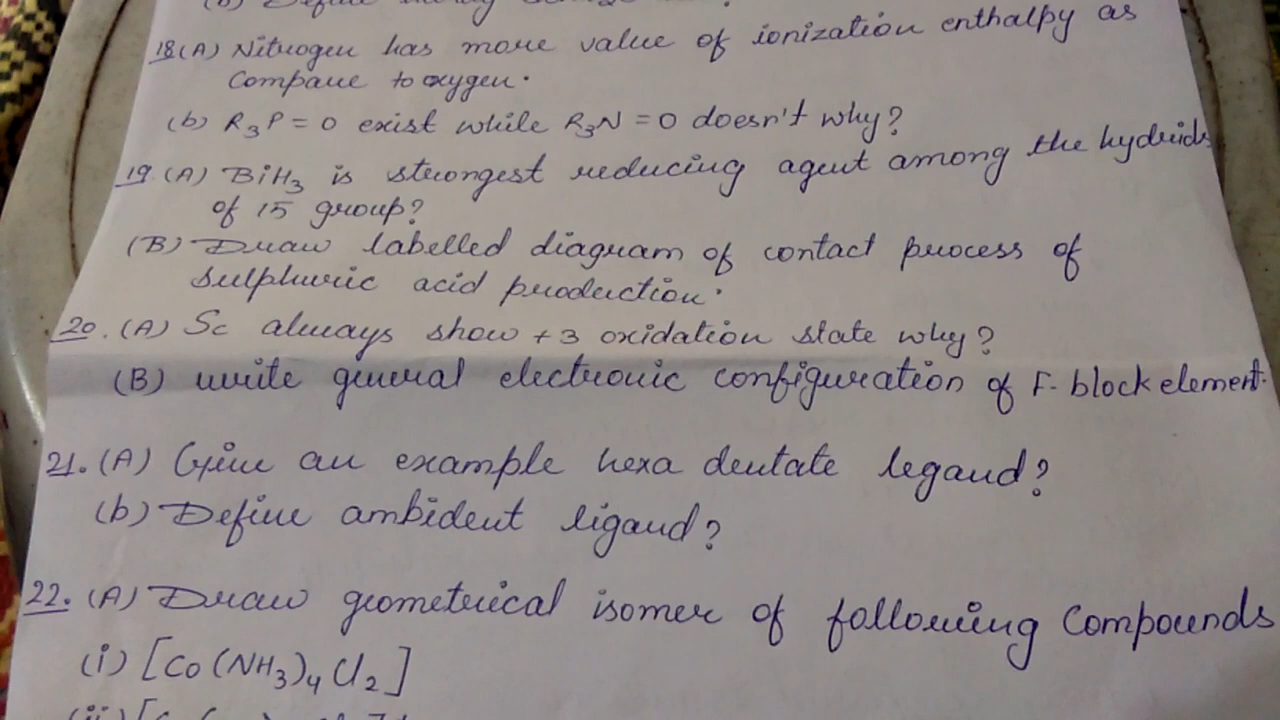 (b) Define
18(A) Nitrogen has more value of ionization enthalpy as
Compare to oxygen.
(b) R₃P = O exist while R₃N = O doesn't why?
19 (A) BiH₃ is strongest reducing agent among the hydrids
of 15 group?
(B) Draw labelled diagram of contact process of
Sulphuric acid production.
20. (A) Sc always show +3 oxidation state why?
(B) write general electronic configuration of F-block element.
21. (A) Give an example hexa dentate legand?
(b) Define ambident ligand?
22. (A) Draw geometrical isomer of following Compounds
(i) [Co(NH₃)₄Cl₂]
(ii) [